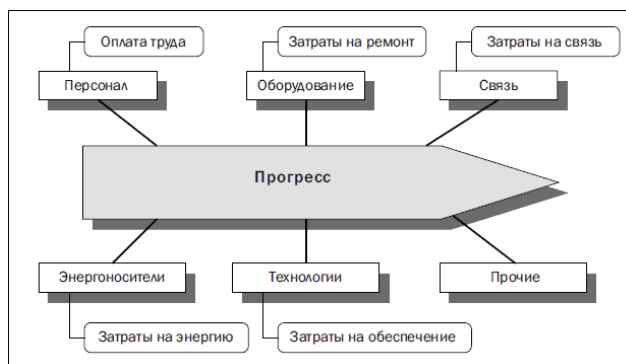 Оплата труда
Затраты на ремонт
Затраты на связь
Персонал
Оборудование
Связь
Прогресс
Энергоносители
Технологии
Прочие
Затраты на энергию
Затраты на обеспечение